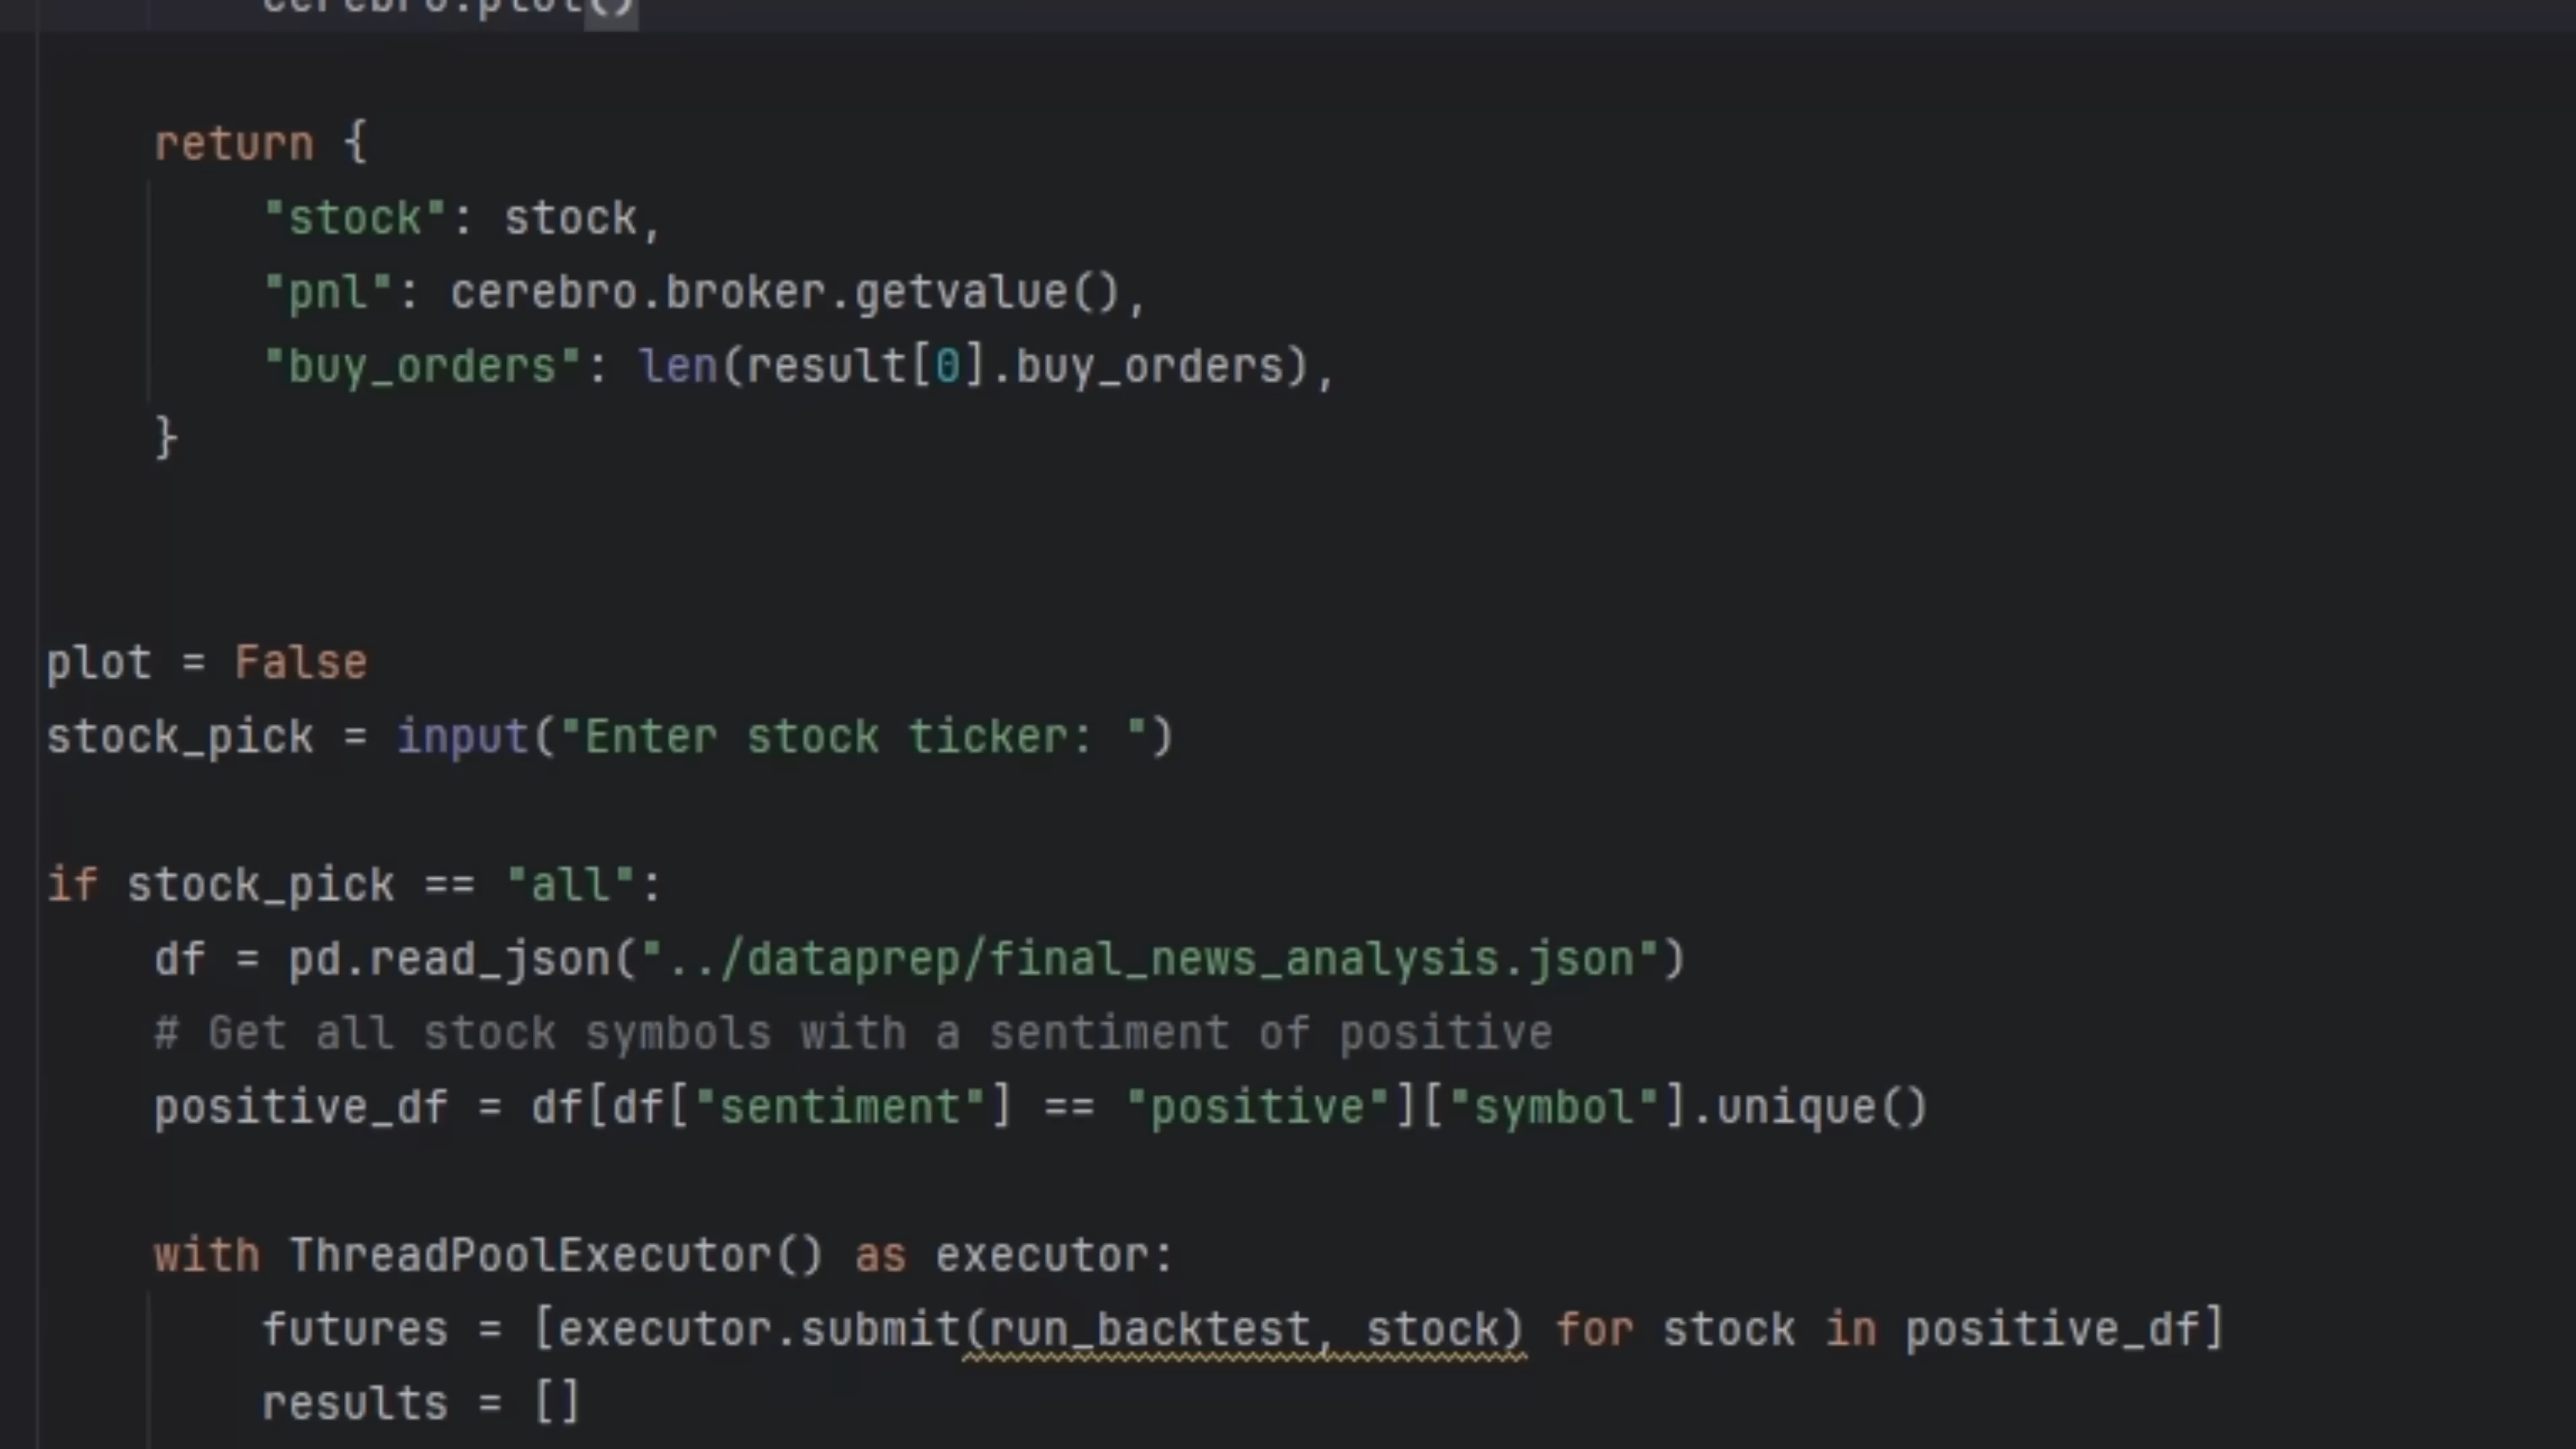 cerebro.plot()
return {
"stock": stock,
"pnl": cerebro.broker.getvalue(),
"buy_orders": len(result[0].buy_orders),
}
plot = False
stock_pick = input("Enter stock ticker: ")
if stock_pick == "all":
df = pd.read_json("../dataprep/final_news_analysis.json")
# Get all stock symbols with a sentiment of positive
positive_df = df[df["sentiment"] == "positive"]["symbol"].unique()
with ThreadPoolExecutor() as executor:
futures = [executor.submit(run_backtest, stock) for stock in positive_df]
results = []